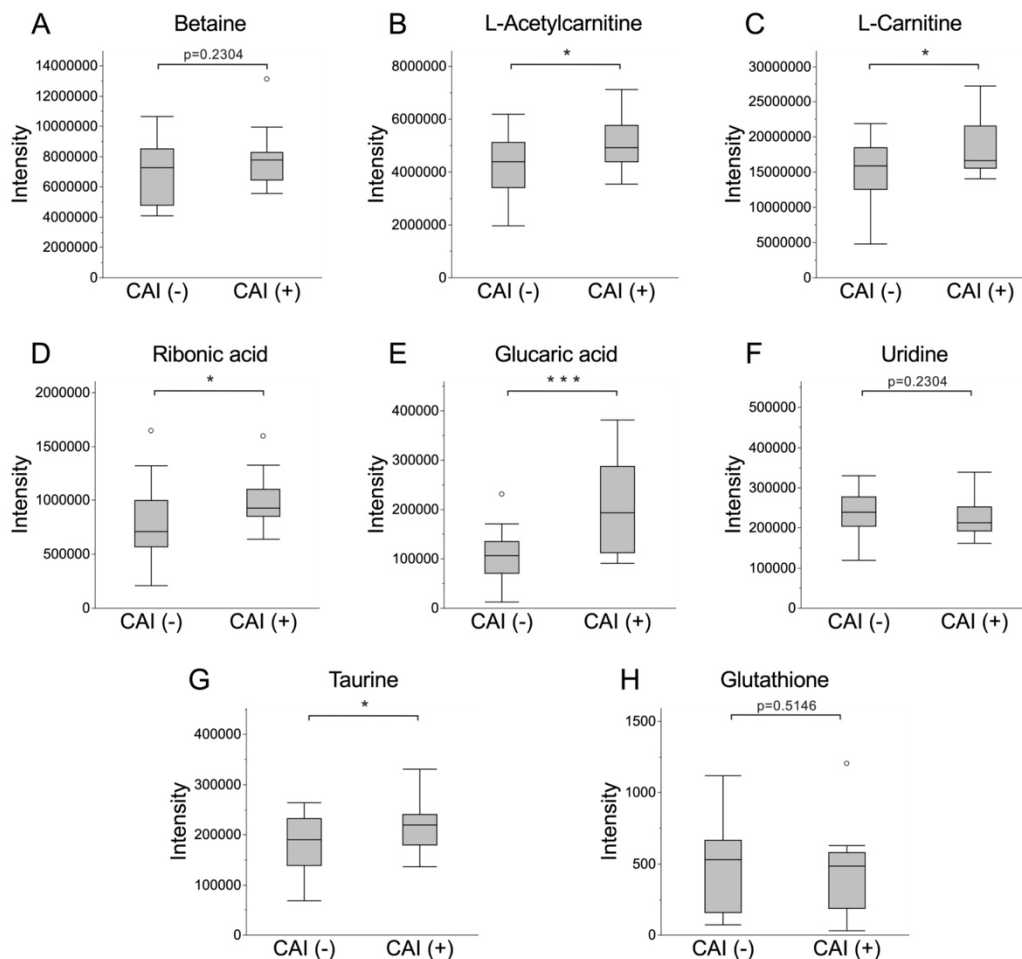 A
Betaine
p=0.2304
14000000
12000000
10000000
8000000
6000000
4000000
2000000
0
Intensity
CAI (-)
CAI (+)
B
L-Acetylcarnitine
*
8000000
6000000
4000000
2000000
0
Intensity
CAI (-)
CAI (+)
C
L-Carnitine
*
30000000
25000000
20000000
15000000
10000000
5000000
0
Intensity
CAI (-)
CAI (+)
D
Ribonic acid
*
2000000
1500000
1000000
500000
0
Intensity
CAI (-)
CAI (+)
E
Glucaric acid
***
400000
300000
200000
100000
0
Intensity
CAI (-)
CAI (+)
F
Uridine
p=0.2304
500000
400000
300000
200000
100000
0
Intensity
CAI (-)
CAI (+)
G
Taurine
*
400000
300000
200000
100000
0
Intensity
CAI (-)
CAI (+)
H
Glutathione
p=0.5146
1500
1000
500
0
Intensity
CAI (-)
CAI (+)